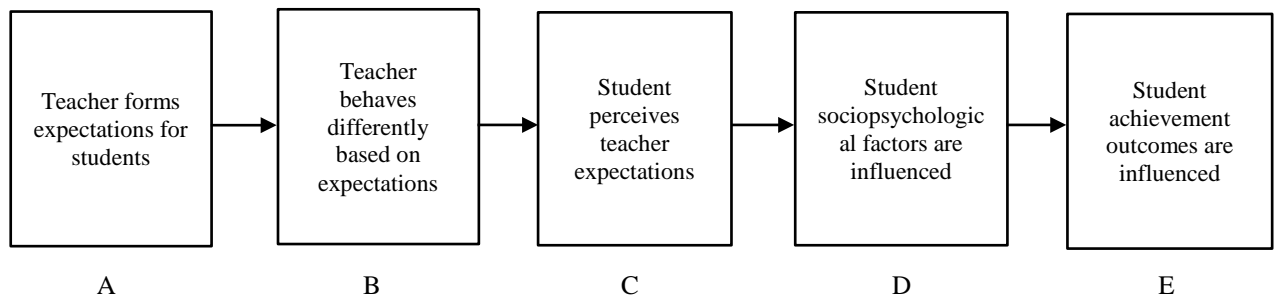 Teacher forms
expectations for
students
Teacher
behaves
differently
based on
expectations
Student
perceives
teacher
expectations
Student
sociopsychologic
al factors are
influenced
Student
achievement
outcomes are
influenced
A
B
C
D
E